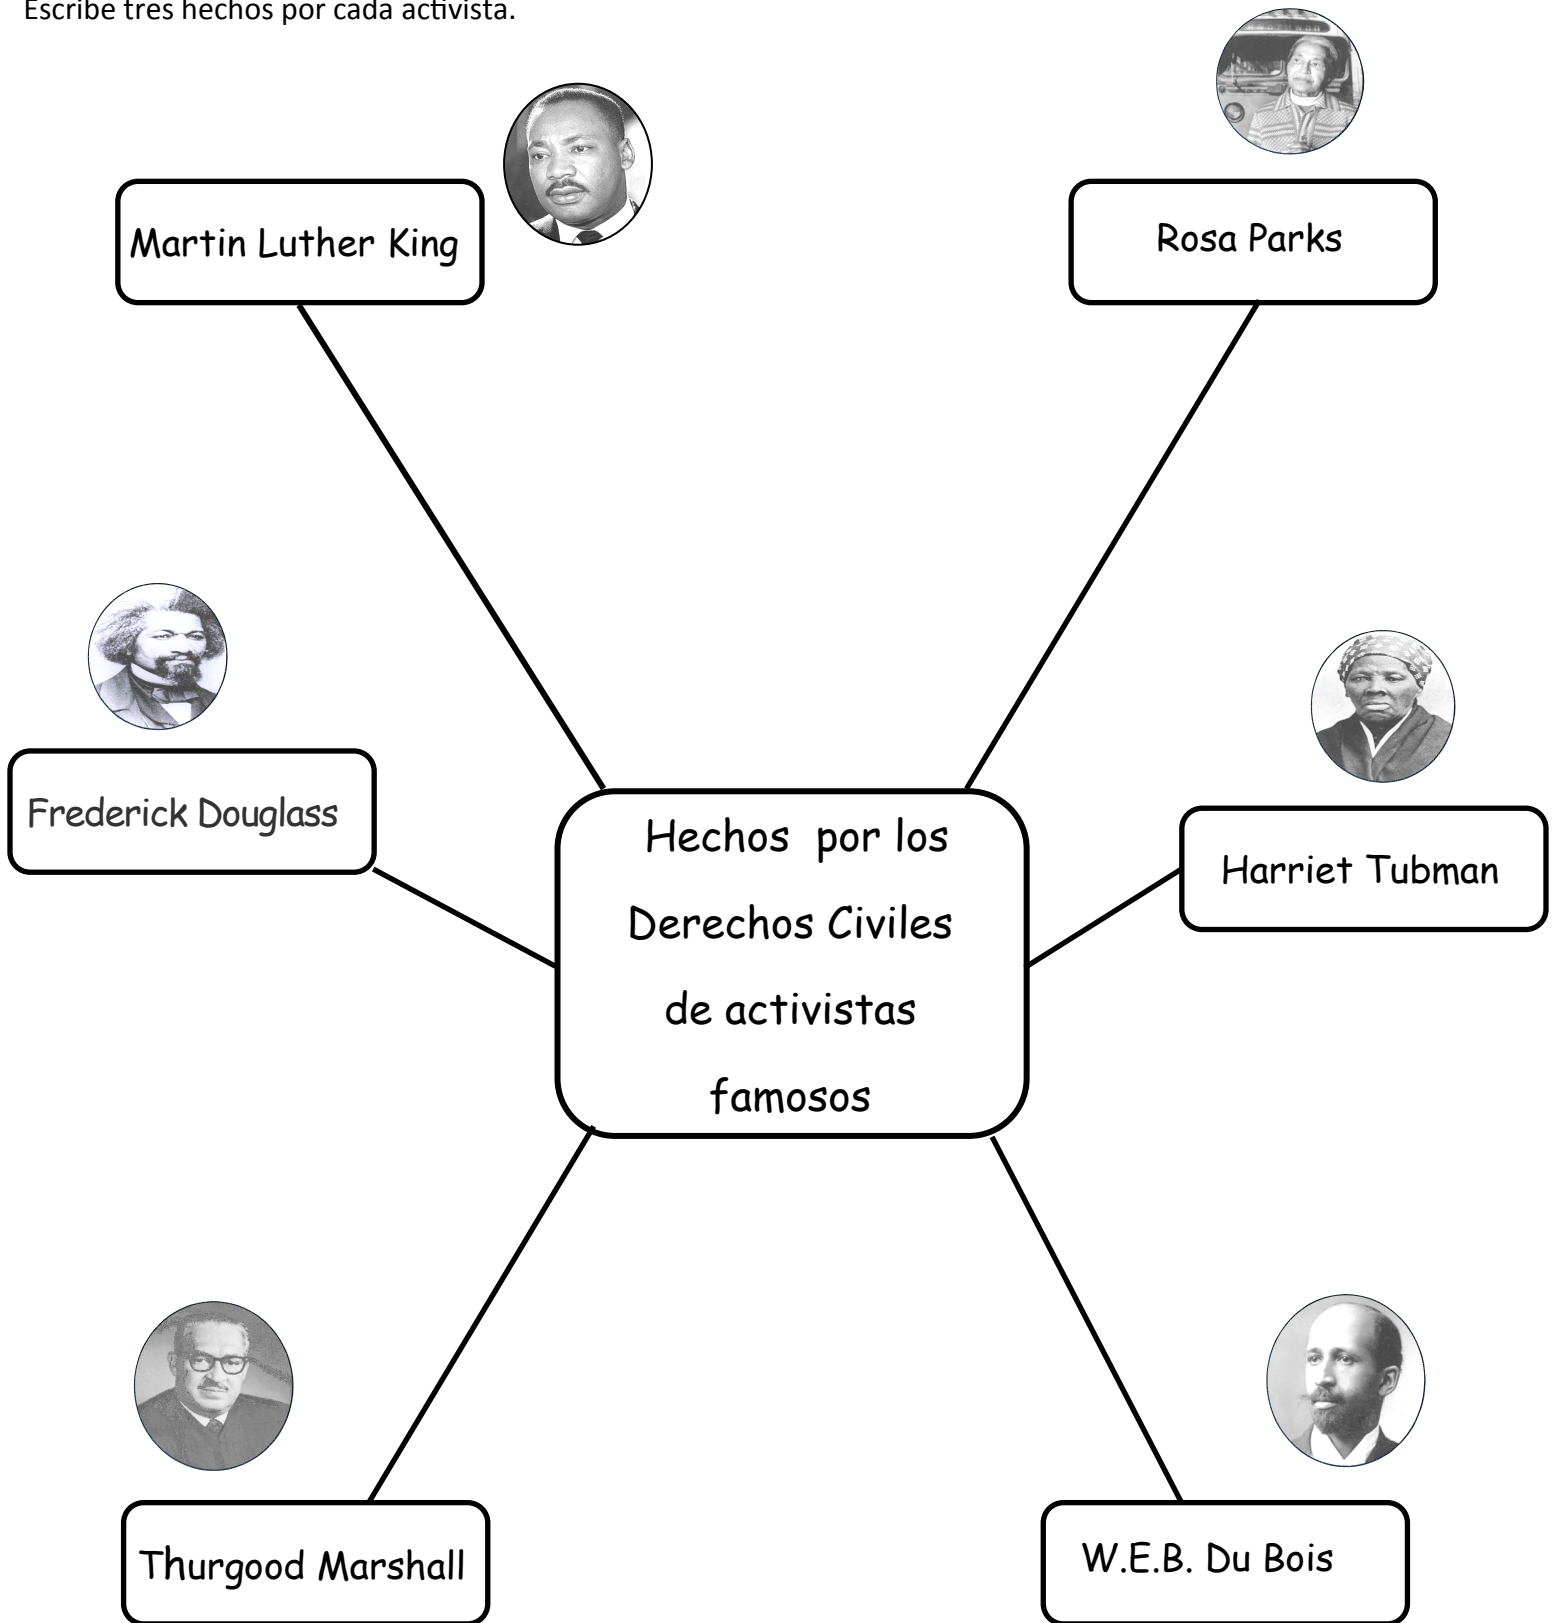 Escribe tres hechos por cada activista.
Martin Luther King
Rosa Parks
Frederick Douglass
Harriet Tubman
Hechos por los
Derechos Civiles
de activistas
famosos
Thurgood Marshall
W.E.B. Du Bois